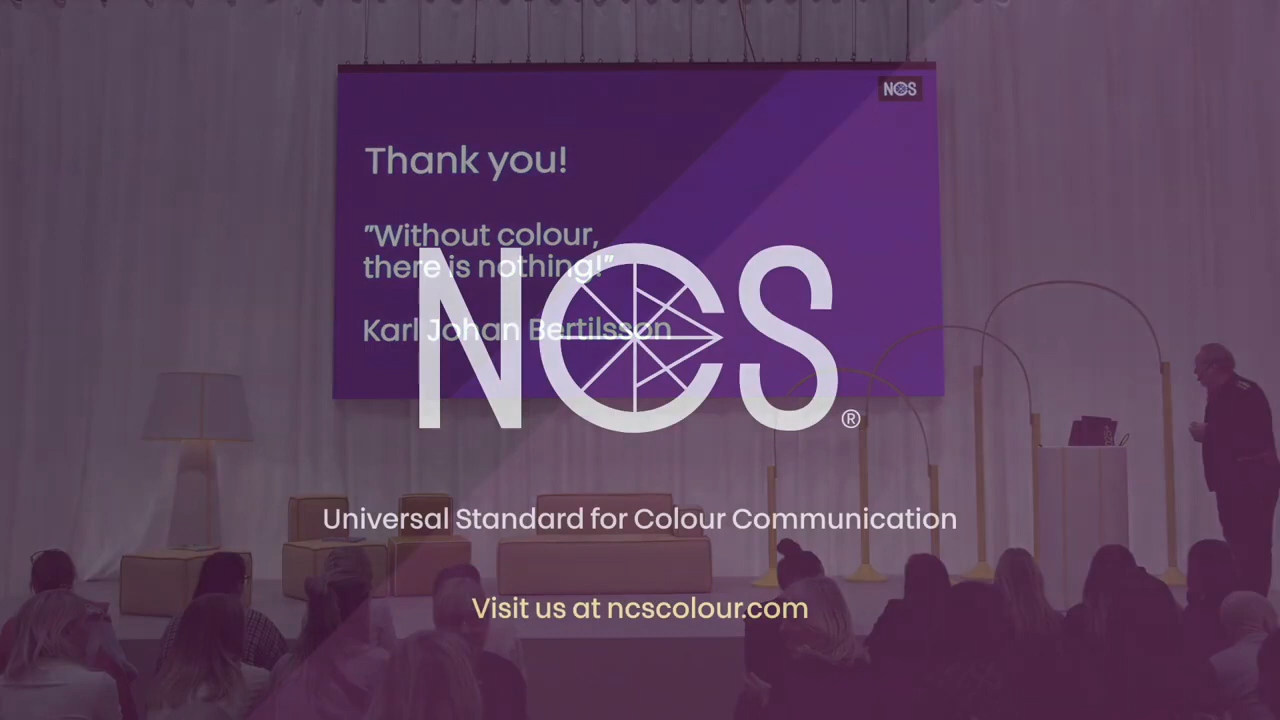 NCS
Thank you!
"Without colour,
there is nothing!"
Karl Johan Bertilsson
NCS®
Universal Standard for Colour Communication
Visit us at ncscolour.com